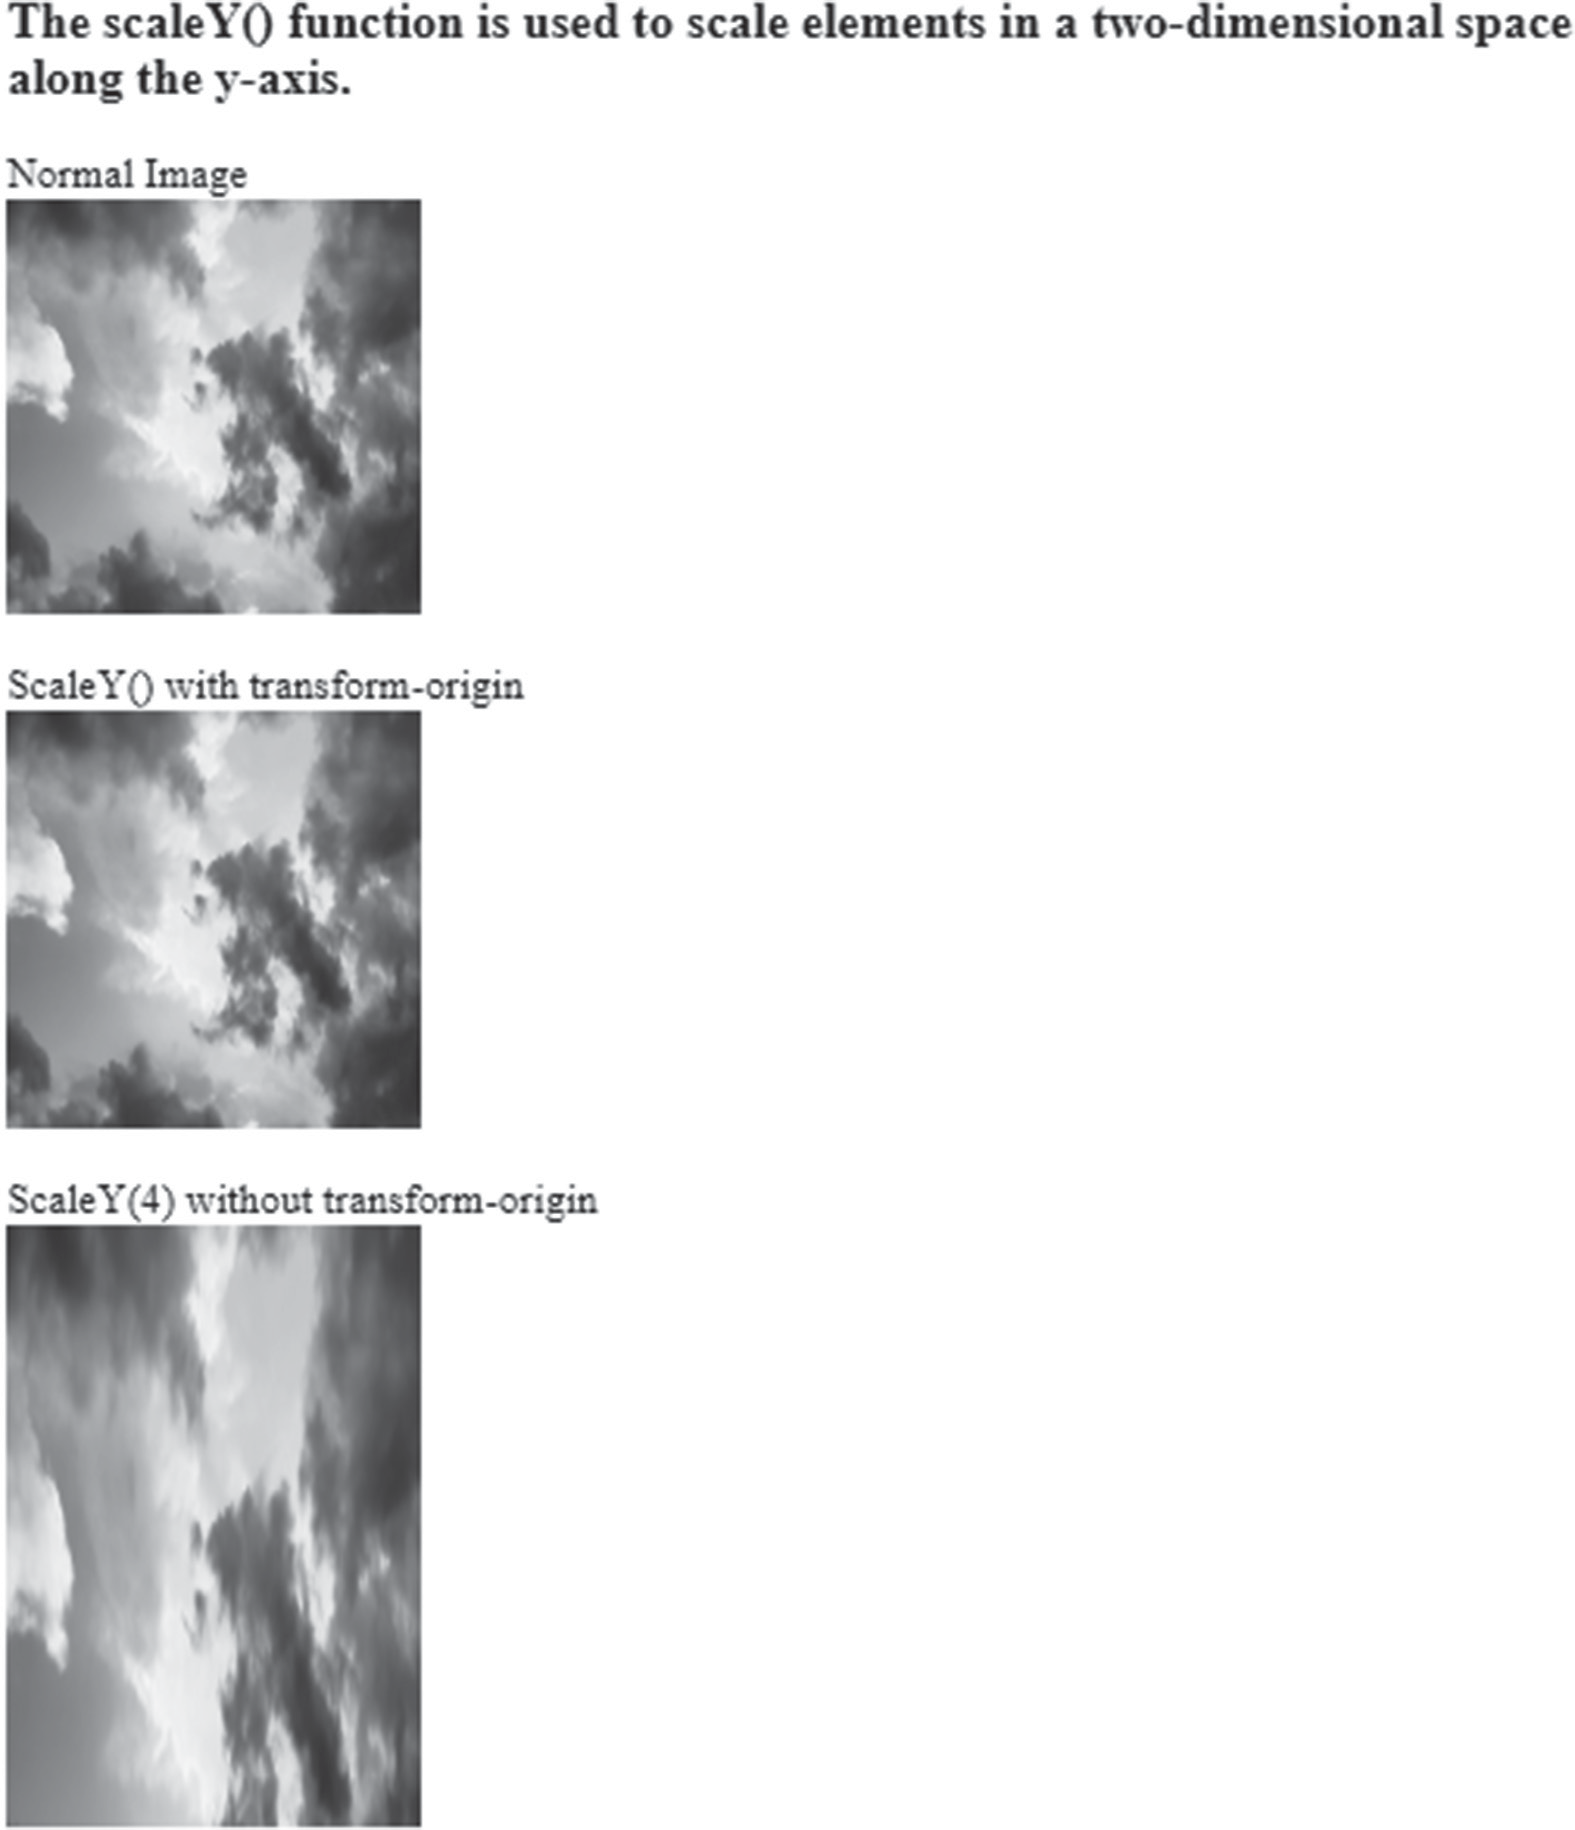 The scaleY() function is used to scale elements in a two-dimensional space
along the y-axis.
Normal Image
ScaleY() with transform-origin
ScaleY(4) without transform-origin